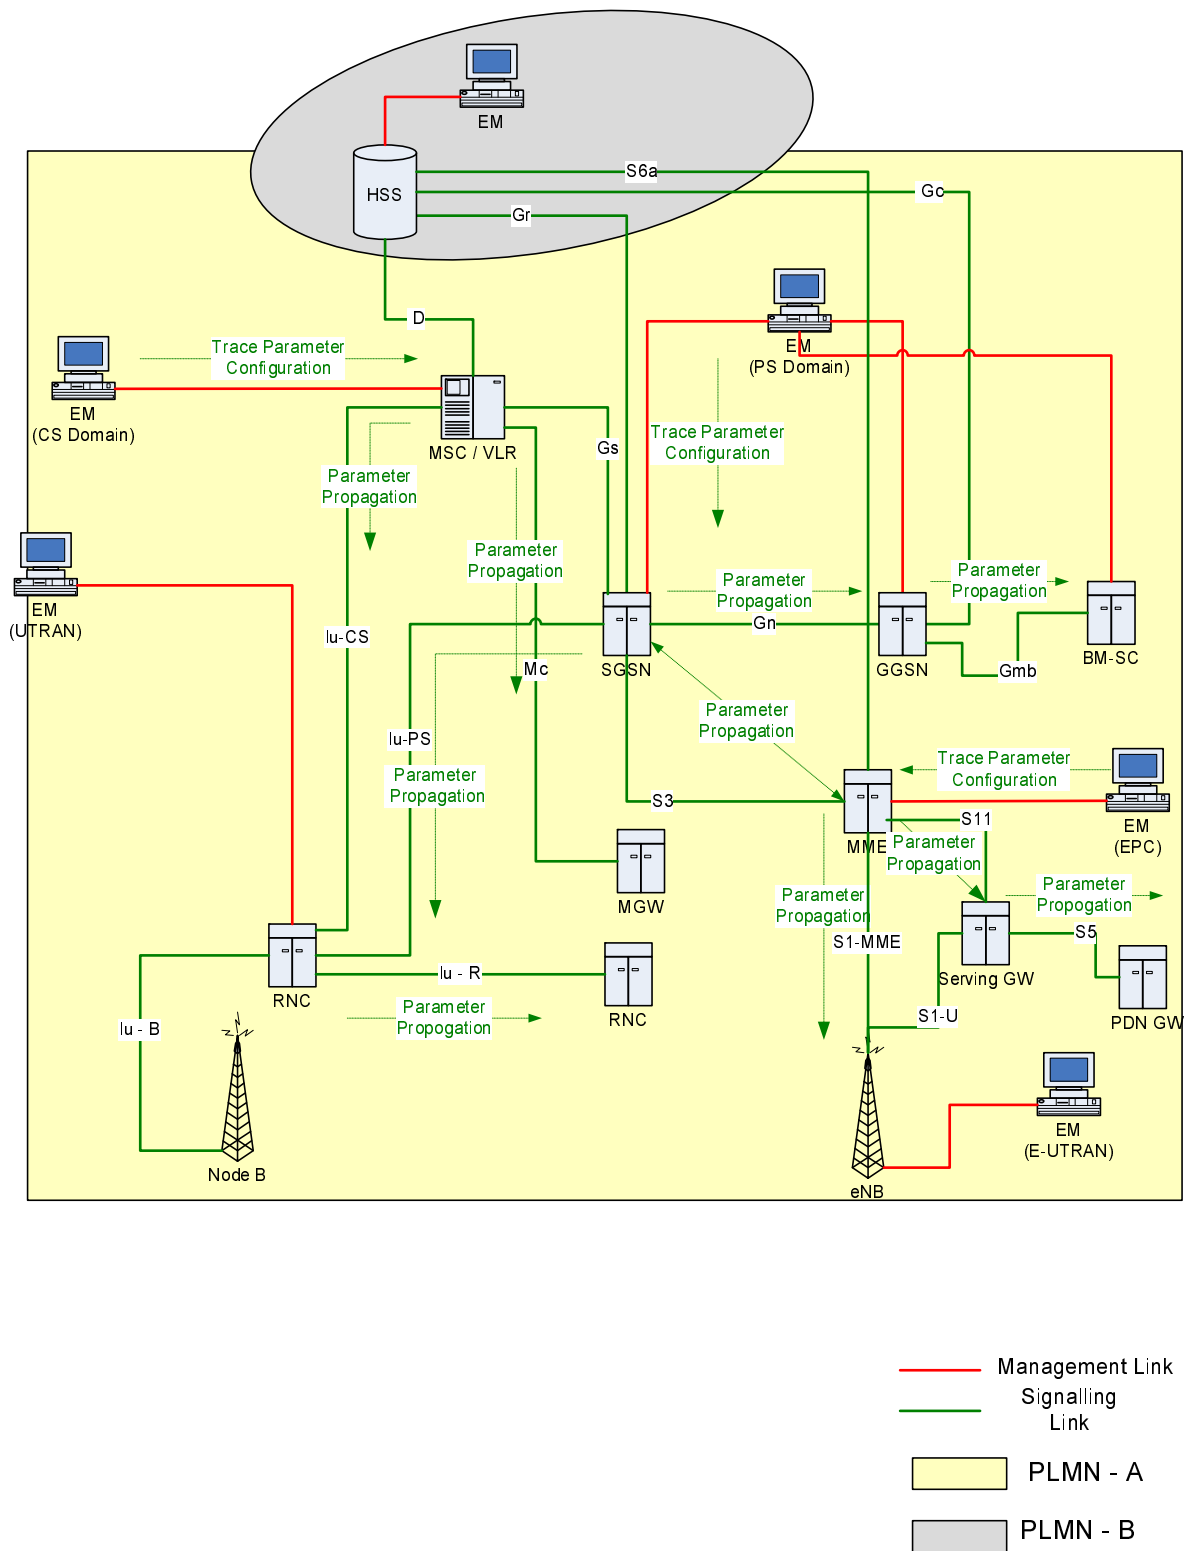 EM
HSS
S6a
Gc
Gr
D
Trace Parameter
Configuration
EM
(CS Domain)
MSC / VLR
EM
(PS Domain)
Gs
Trace Parameter
Configuration
Parameter
Propagation
Parameter
Propagation
EM
(UTRAN)
Iu-CS
Parameter
Propagation
Parameter
Propagation
Gn
SGSN
GGSN
BM-SC
Gmb
Mc
Iu-PS
Parameter
Propagation
Parameter
Propagation
Trace Parameter
Configuration
S3
MME
S11
EM
(EPC)
Parameter
Propagation
Parameter
Propogation
Parameter
Propagation
MGW
S1-MME
S5
Serving GW
PDN GW
RNC
Iu - R
RNC
Parameter
Propogation
S1-U
Iu - B
Node B
eNB
EM
(E-UTRAN)
Management Link
Signalling
Link
PLMN - A
PLMN - B